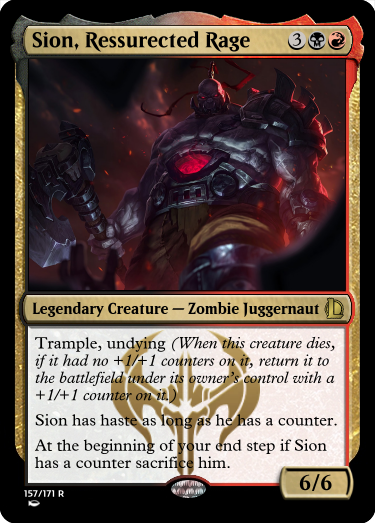 Sion, Ressurected Rage 3
Legendary Creature — Zombie Juggernaut
Trample, undying (When this creature dies,
if it had no +1/+1 counters on it, return it to
the battlefield under its owner's control with a
+1/+1 counter on it.)
Sion has haste as long as he has a counter.
At the beginning of your end step if Sion
has a counter sacrifice him.
6/6
157/171 R